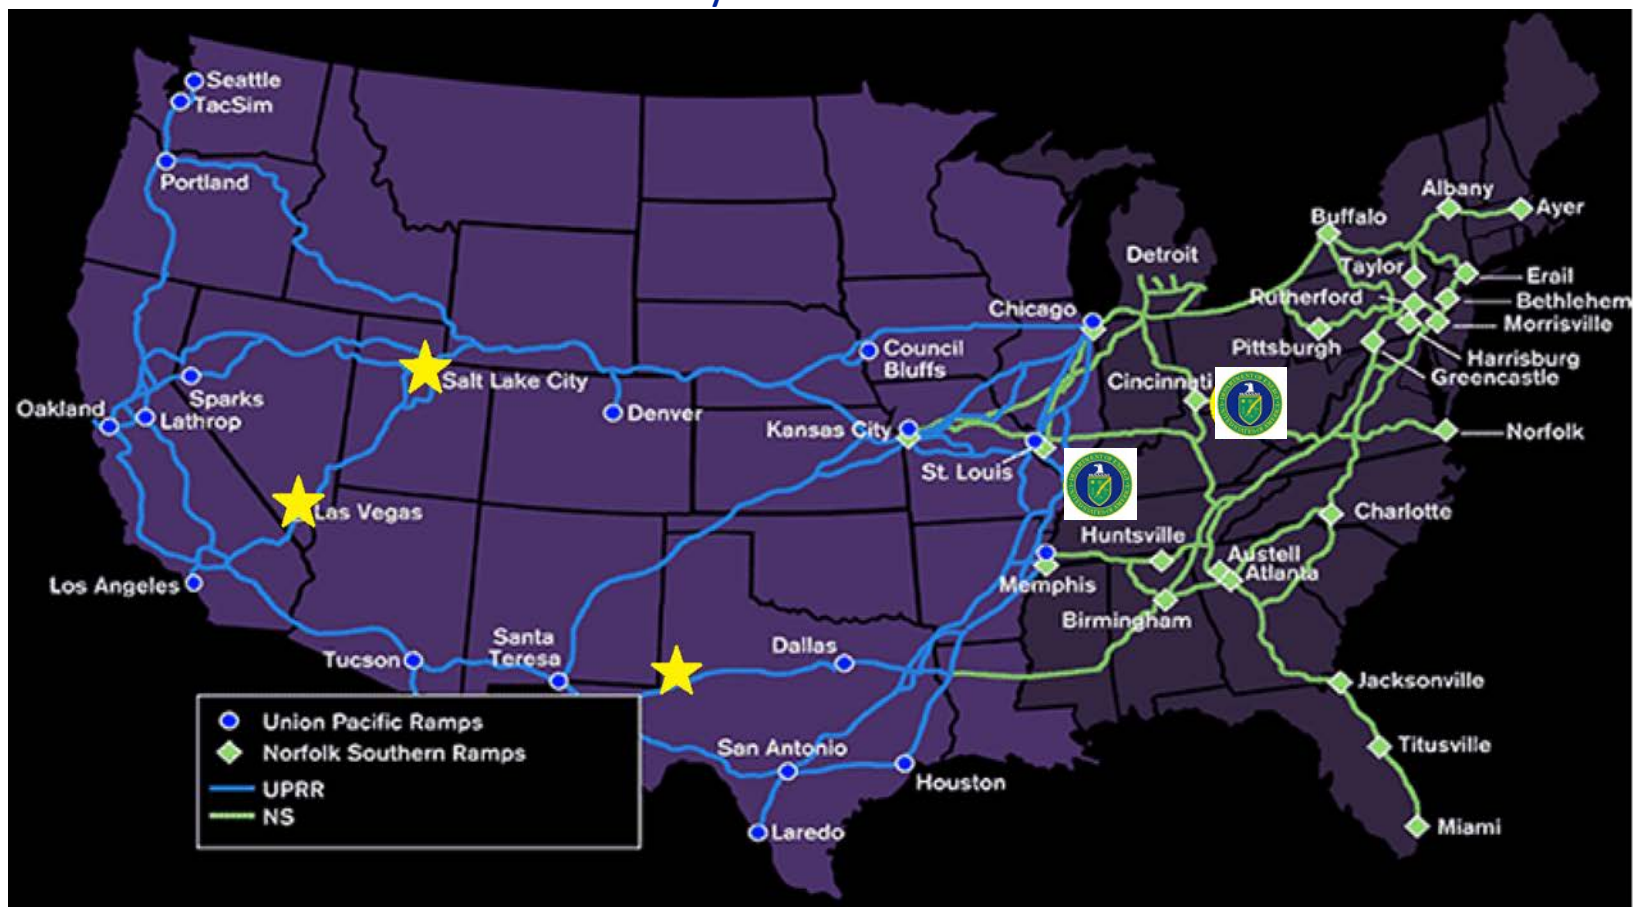 Seattle
TacSim
Portland
Albany
Ayer
Buffalo
Detroit
Taylor
Erail
Rutherford
Bethlehem
Chicago
Morrisville
Pittsburgh
Council
Bluffs
Harrisburg
Greencastle
Salt Lake City
Cincinnati
Sparks
Oakland
Denver
Lathrop
Kansas City
Norfolk
St. Louis
Las Vegas
Charlotte
Huntsville
Austell
Atlanta
Los Angeles
Memphis
Birmingham
Santa
Teresa
Dallas
Tucson
Jacksonville
Union Pacific Ramps
Norfolk Southern Ramps
UPRR
NS
San Antonio
Titusville
Houston
Laredo
Miami